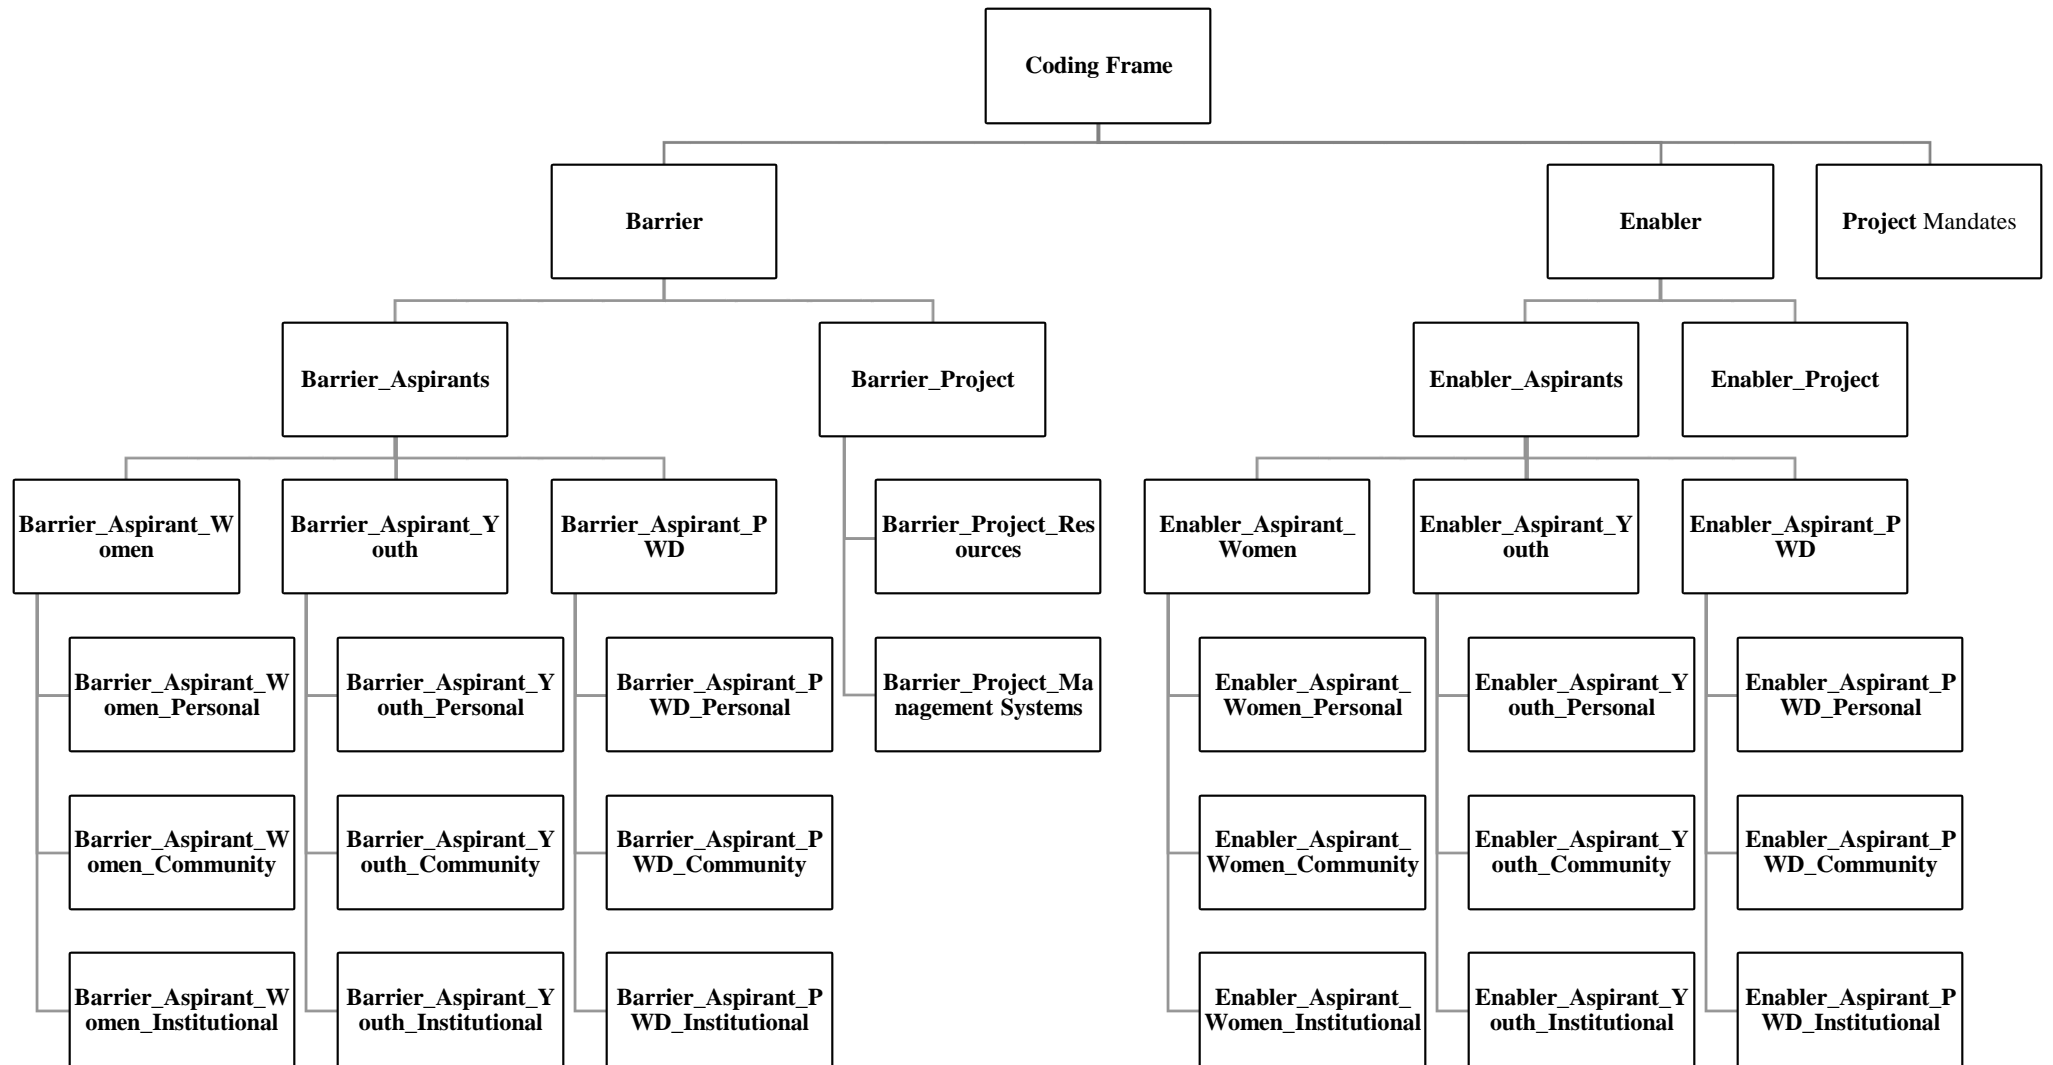 Coding Frame
Barrier
Enabler
Project Mandates
Barrier_Aspirants
Barrier_Project
Enabler_Aspirants
Enabler_Project
Barrier_Aspirant_W
omen
Barrier_Aspirant_Y
outh
Barrier_Aspirant_P
WD
Barrier_Project_Res
ources
Enabler_Aspirant_
Women
Enabler_Aspirant_Y
outh
Enabler_Aspirant_P
WD
Barrier_Aspirant_W
omen_Personal
Barrier_Aspirant_Y
outh_Personal
Barrier_Aspirant_P
WD_Personal
Barrier_Project_Ma
nagement Systems
Enabler_Aspirant_
Women_Personal
Enabler_Aspirant_Y
outh_Personal
Enabler_Aspirant_P
WD_Personal
Barrier_Aspirant_W
omen_Community
Barrier_Aspirant_Y
outh_Community
Barrier_Aspirant_P
WD_Community
Enabler_Aspirant_
Women_Community
Enabler_Aspirant_Y
outh_Community
Enabler_Aspirant_P
WD_Community
Barrier_Aspirant_W
omen_Institutional
Barrier_Aspirant_Y
outh_Institutional
Barrier_Aspirant_P
WD_Institutional
Enabler_Aspirant_
Women_Institutional
Enabler_Aspirant_Y
outh_Institutional
Enabler_Aspirant_P
WD_Institutional